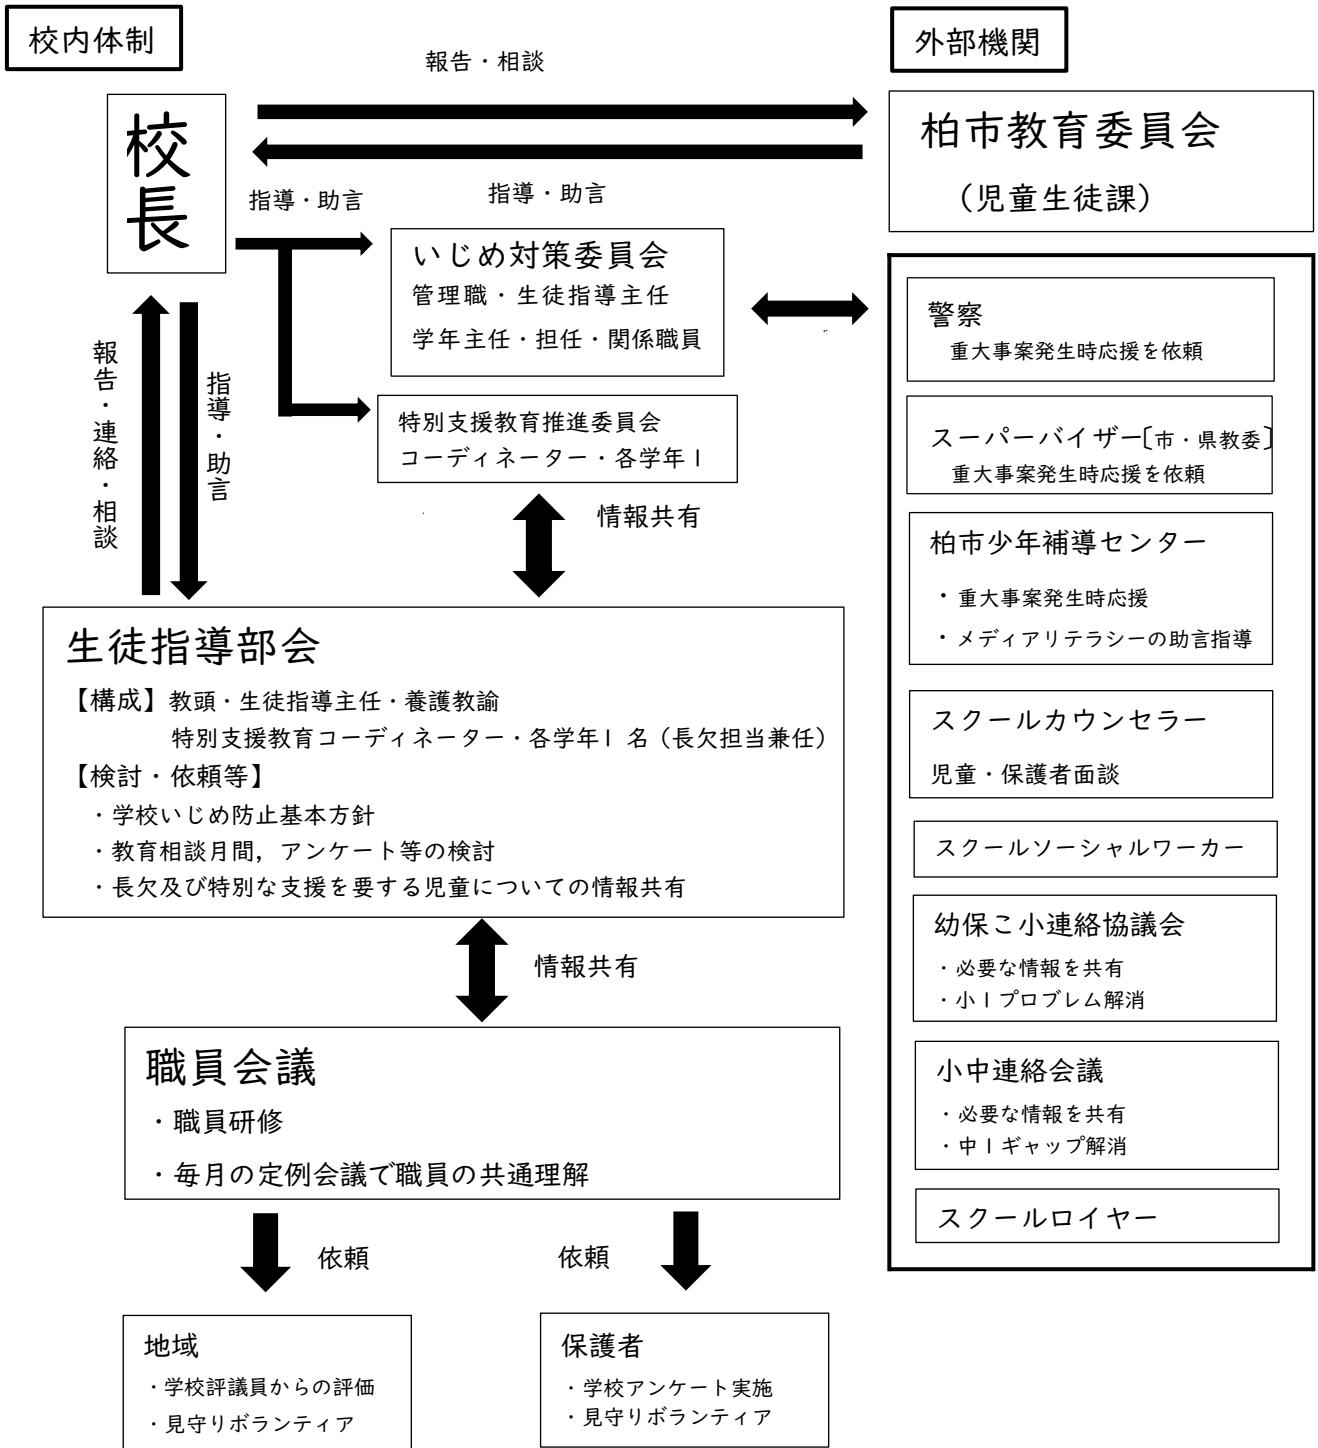 校内体制
外部機関
報告・相談
校長
柏市教育委員会
（児童生徒課）
指導・助言
指導・助言
いじめ対策委員会
管理職・生徒指導主任
学年主任・担任・関係職員
特別支援教育推進委員会
コーディネーター・各学年1
報告・連絡・相談
指導・助言
情報共有
生徒指導部会
【構成】教頭・生徒指導主任・養護教諭
特別支援教育コーディネーター・各学年1 名（長欠担当兼任）
【検討・依頼等】
・学校いじめ防止基本方針
・教育相談月間，アンケート等の検討
・長欠及び特別な支援を要する児童についての情報共有
情報共有
職員会議
・職員研修
・毎月の定例会議で職員の共通理解
依頼
依頼
地域
・学校評議員からの評価
・見守りボランティア
保護者
・学校アンケート実施
・見守りボランティア
警察
重大事案発生時応援を依頼
スーパーバイザー〔市・県教委〕
重大事案発生時応援を依頼
柏市少年補導センター
・重大事案発生時応援
・メディアリテラシーの助言指導
スクールカウンセラー
児童・保護者面談
スクールソーシャルワーカー
幼保こ小連絡協議会
・必要な情報を共有
・小1プロブレム解消
小中連絡会議
・必要な情報を共有
・中1ギャップ解消
スクールロイヤー